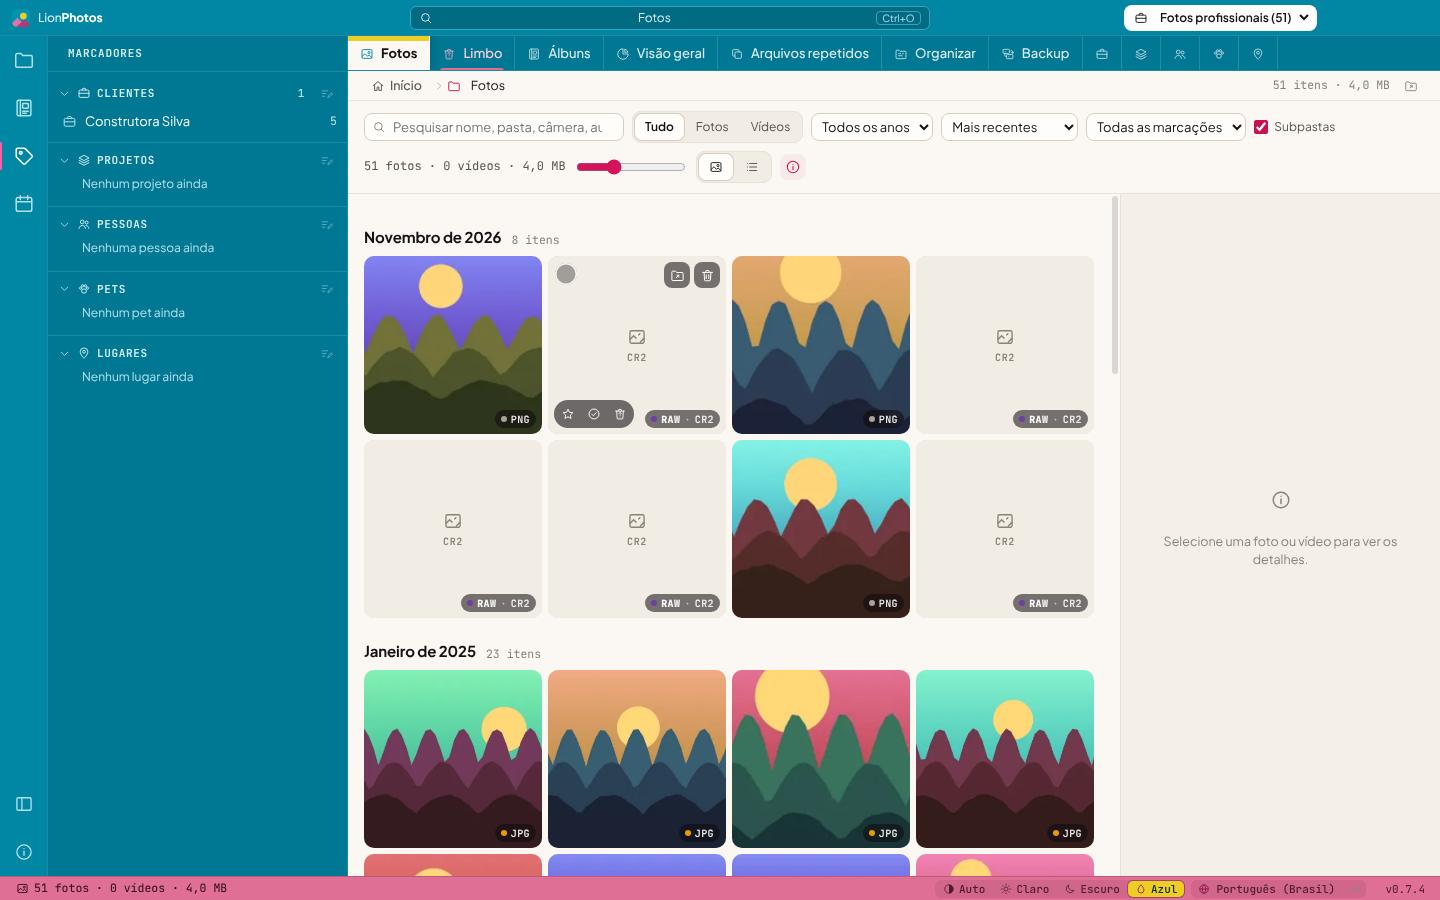 LionPhotos
Fotos
Ctrl+O
Fotos profissionais (51)
MARCADORES
CLIENTES 1
Construtora Silva 5
PROJETOS
Nenhum projeto ainda
PESSOAS
Nenhuma pessoa ainda
PETS
Nenhum pet ainda
LUGARES
Nenhum lugar ainda
Fotos
Limbo
Álbuns
Visão geral
Arquivos repetidos
Organizar
Backup
Início
Fotos
51 itens · 4,0 MB
Pesquisar nome, pasta, câmera, au
Tudo
Fotos
Vídeos
Todos os anos
Mais recentes
Todas as marcações
Subpastas
51 fotos · 0 vídeos · 4,0 MB
Novembro de 2026 8 itens
PNG
CR2
RAW · CR2
PNG
CR2
RAW · CR2
CR2
RAW · CR2
CR2
RAW · CR2
PNG
CR2
RAW · CR2
Janeiro de 2025 23 itens
JPG
JPG
JPG
JPG
Selecione uma foto ou vídeo para ver os
detalhes.
51 fotos · 0 vídeos · 4,0 MB
Auto
Claro
Escuro
Azul
Português (Brasil)
v0.7.4